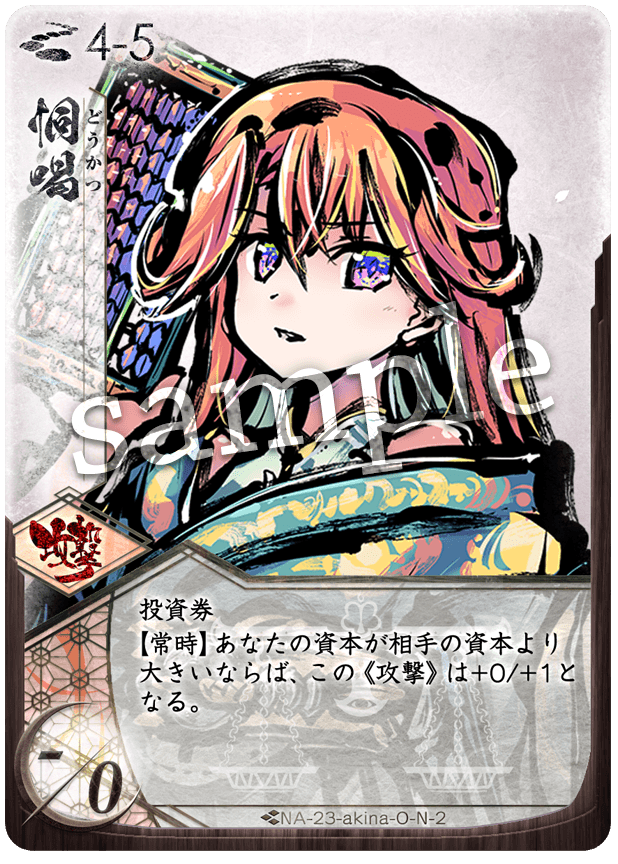 4-5
恫喝
どうかつ
sample
攻撃
投資券
【常時】あなたの資本が相手の資本より
大きいならば、この《攻撃》は+0/+1と
なる。
-/0
NA-23-akina-O-N-2